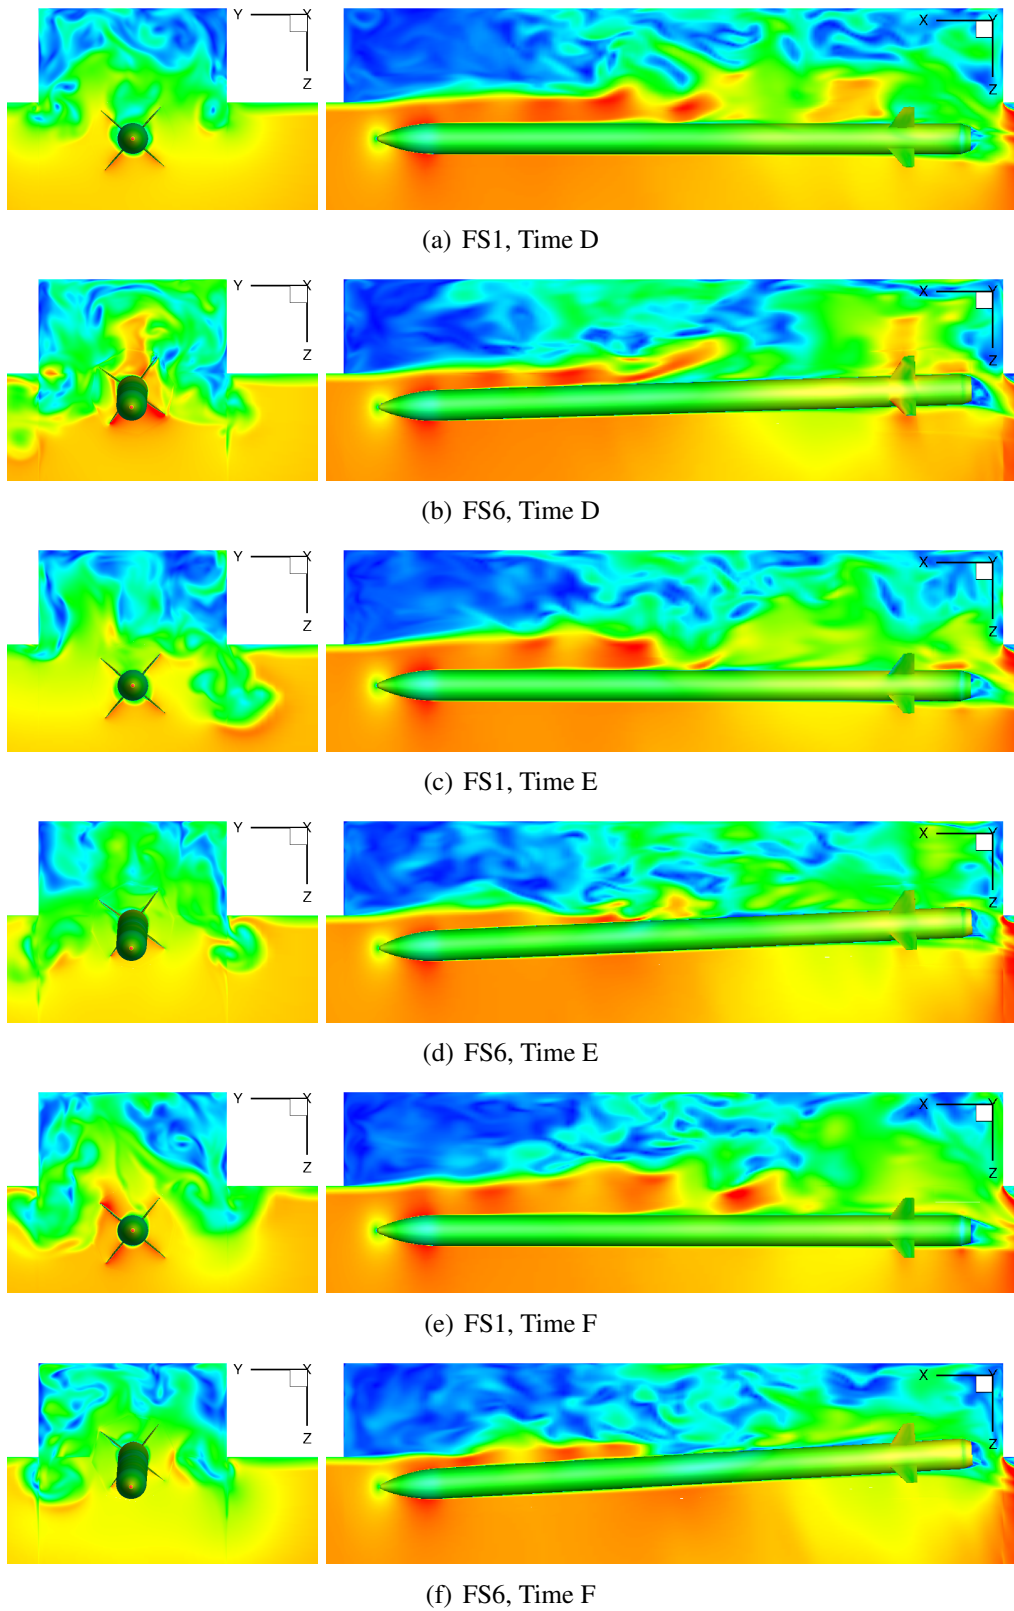 Y X
Z
X Y
Z
(a) FS1, Time D
Y X
Z
X Y
Z
(b) FS6, Time D
Y X
Z
X Y
Z
(c) FS1, Time E
Y X
Z
X Y
Z
(d) FS6, Time E
Y X
Z
X Y
Z
(e) FS1, Time F
Y X
Z
X Y
Z
(f) FS6, Time F